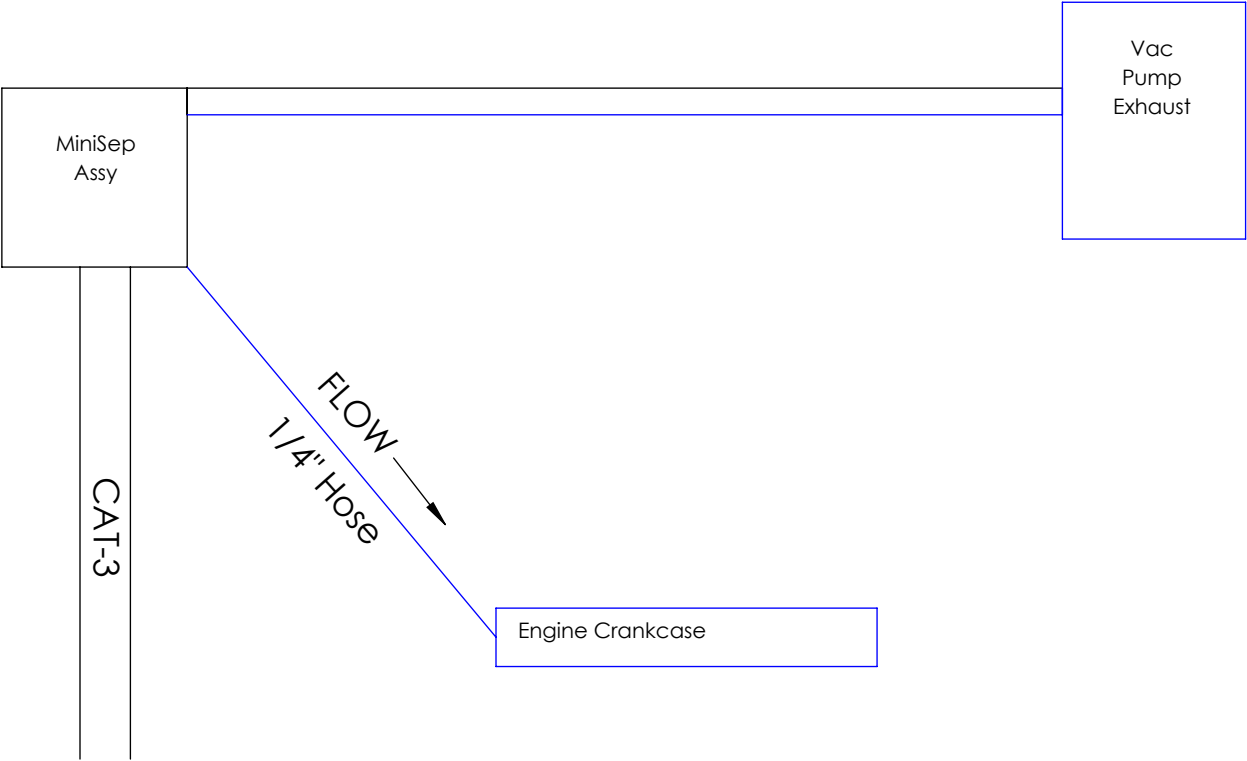 Vac
Pump
Exhaust
MiniSep
Assy
FLOW
1/4" Hose
CAT-3
Engine Crankcase